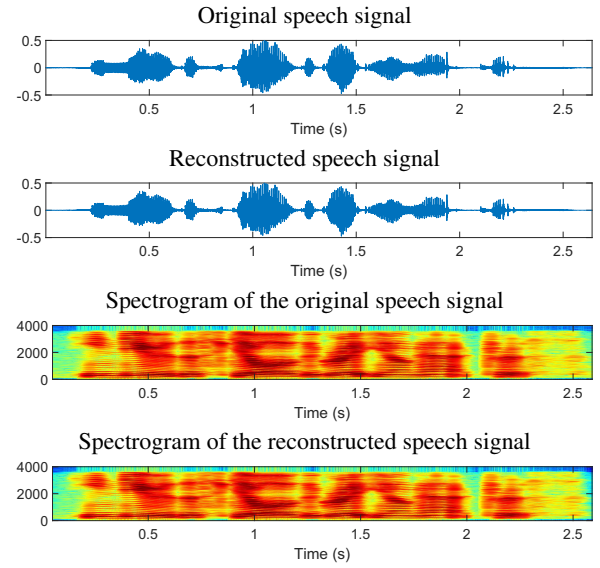 Original speech signal
0.5
0
-0.5
0.5 1 1.5 2 2.5
Time (s)
Reconstructed speech signal
0.5
0
-0.5
0.5 1 1.5 2 2.5
Time (s)
Spectrogram of the original speech signal
4000
2000
0
0.5 1 1.5 2 2.5
Time (s)
Spectrogram of the reconstructed speech signal
4000
2000
0
0.5 1 1.5 2 2.5
Time (s)